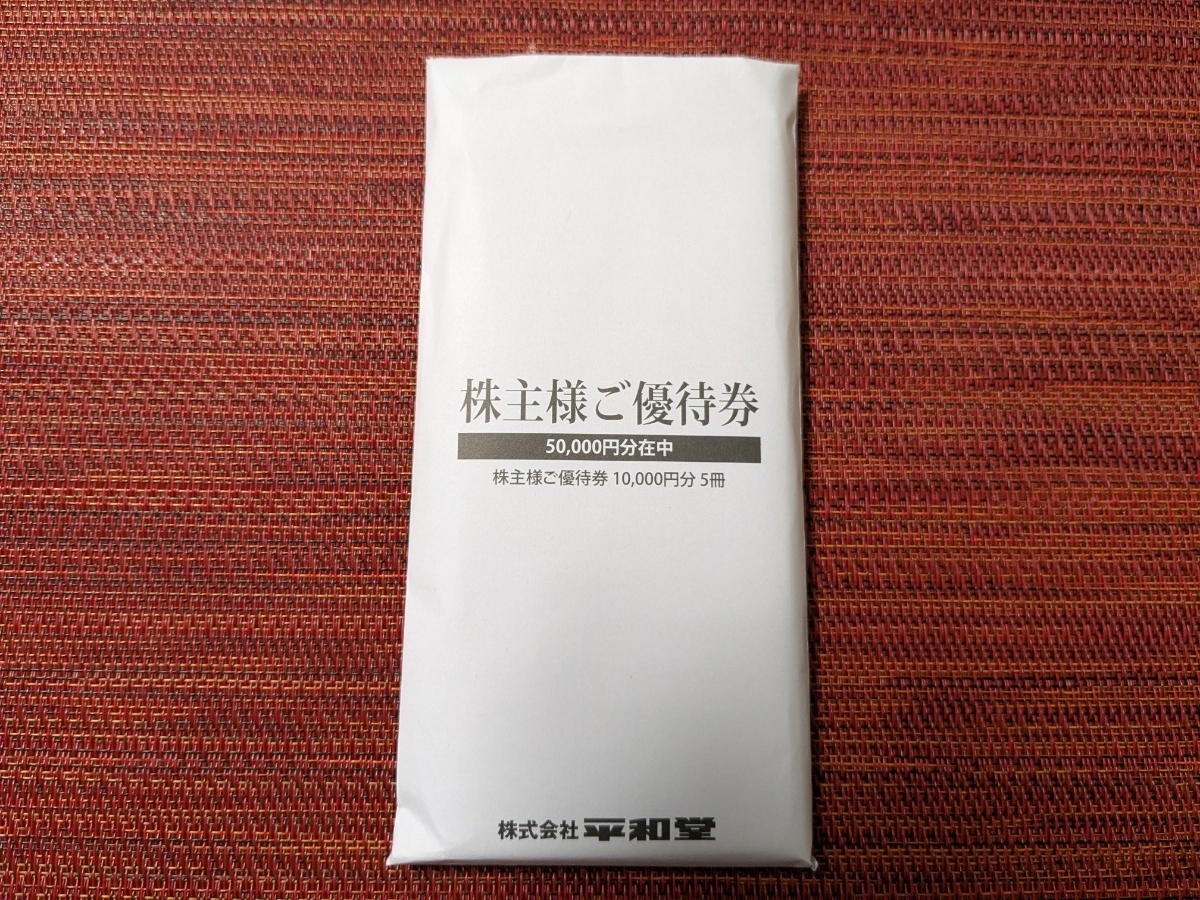 株主様ご優待券
50,000円分在中
株主様ご優待券 10,000円分 5冊
株式会社 平和堂